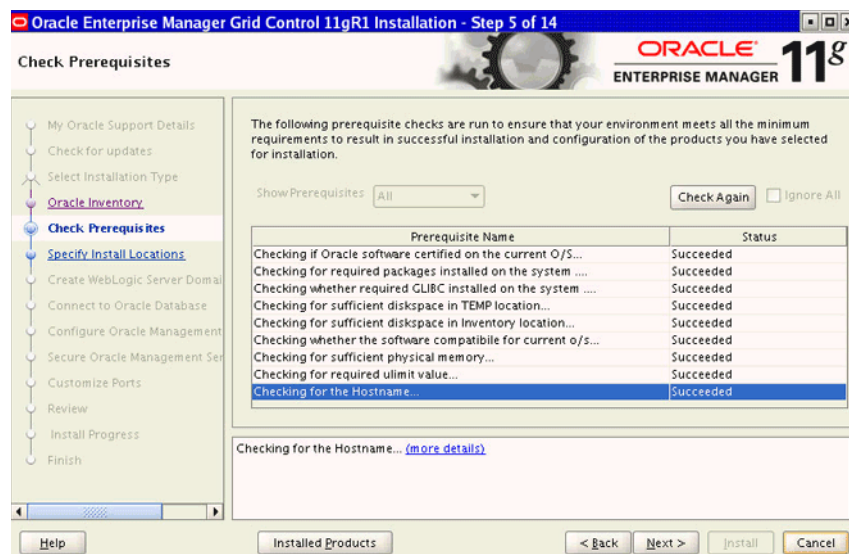 Oracle Enterprise Manager Grid Control 11gR1 Installation - Step 5 of 14
Check Prerequisites
ORACLE
ENTERPRISE MANAGER 11g
My Oracle Support Details
Check for updates
Select Installation Type
Oracle Inventory
Check Prerequisites
Specify Install Locations
Create WebLogic Server Domai
Connect to Oracle Database
Configure Oracle Management
Secure Oracle Management Ser
Customize Ports
Review
Install Progress
Finish
The following prerequisite checks are run to ensure that your environment meets all the minimum
requirements to result in successful installation and configuration of the products you have selected
for installation.
Show Prerequisites All Check Again Ignore All
Prerequisite Name Status
Checking if Oracle software certified on the current O/S... Succeeded
Checking for required packages installed on the system .... Succeeded
Checking whether required GLIBC installed on the system .... Succeeded
Checking for sufficient diskspace in TEMP location... Succeeded
Checking for sufficient diskspace in Inventory location... Succeeded
Checking whether the software compatibile for current o/s... Succeeded
Checking for sufficient physical memory... Succeeded
Checking for required ulimit value... Succeeded
Checking for the Hostname... Succeeded
Checking for the Hostname... (more details)
Help Installed Products < Back Next > Install Cancel